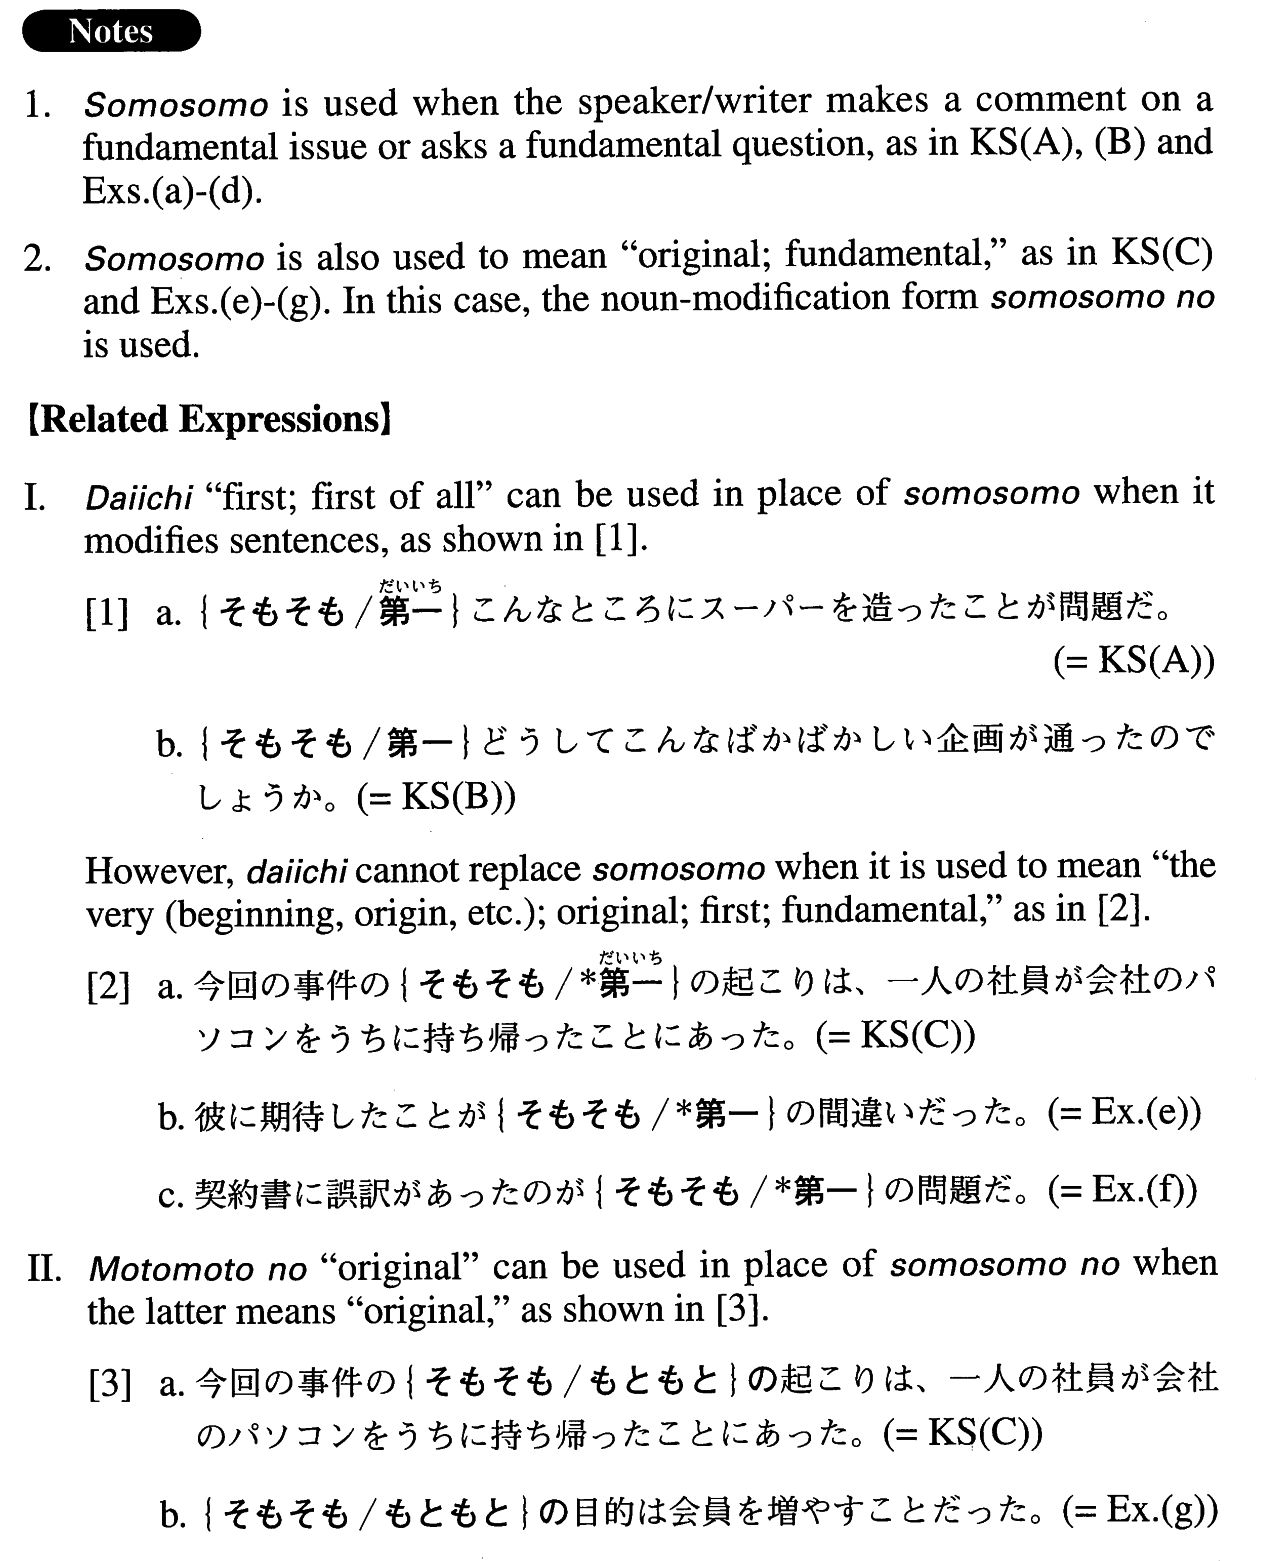 Notes
1. Somosomo is used when the speaker/writer makes a comment on a
fundamental issue or asks a fundamental question, as in KS(A), (B) and
Exs.(a)-(d).
2. Somosomo is also used to mean “original; fundamental,” as in KS(C)
and Exs.(e)-(g). In this case, the noun-modification form somosomo no
is used.
【Related Expressions】
I. Daiichi “first; first of all” can be used in place of somosomo when it
modifies sentences, as shown in [1].
だいいち
[1] a. {そもそも/第一}こんなところにスーパーを造ったことが問題だ。
(= KS(A))
b. {そもそも/第一}どうしてこんなばかばかしい企画が通ったので
しょうか。(= KS(B))
However, daiichi cannot replace somosomo when it is used to mean “the
very (beginning, origin, etc.); original; first; fundamental,” as in [2].
だいいち
[2] a. 今回の事件の{そもそも/*第一}の起こりは、一人の社員が会社のパ
ソコンをうちに持ち帰ったことにあった。(= KS(C))
b. 彼に期待したことが{そもそも/*第一}の間違いだった。(= Ex.(e))
c. 契約書に誤訳があったのが{そもそも/*第一}の問題だ。(= Ex.(f))
II. Motomoto no “original” can be used in place of somosomo no when
the latter means “original,” as shown in [3].
[3] a. 今回の事件の{そもそも/もともと}の起こりは、一人の社員が会社
のパソコンをうちに持ち帰ったことにあった。(= KS(C))
b. {そもそも/もともと}の目的は会員を増やすことだった。(= Ex.(g))